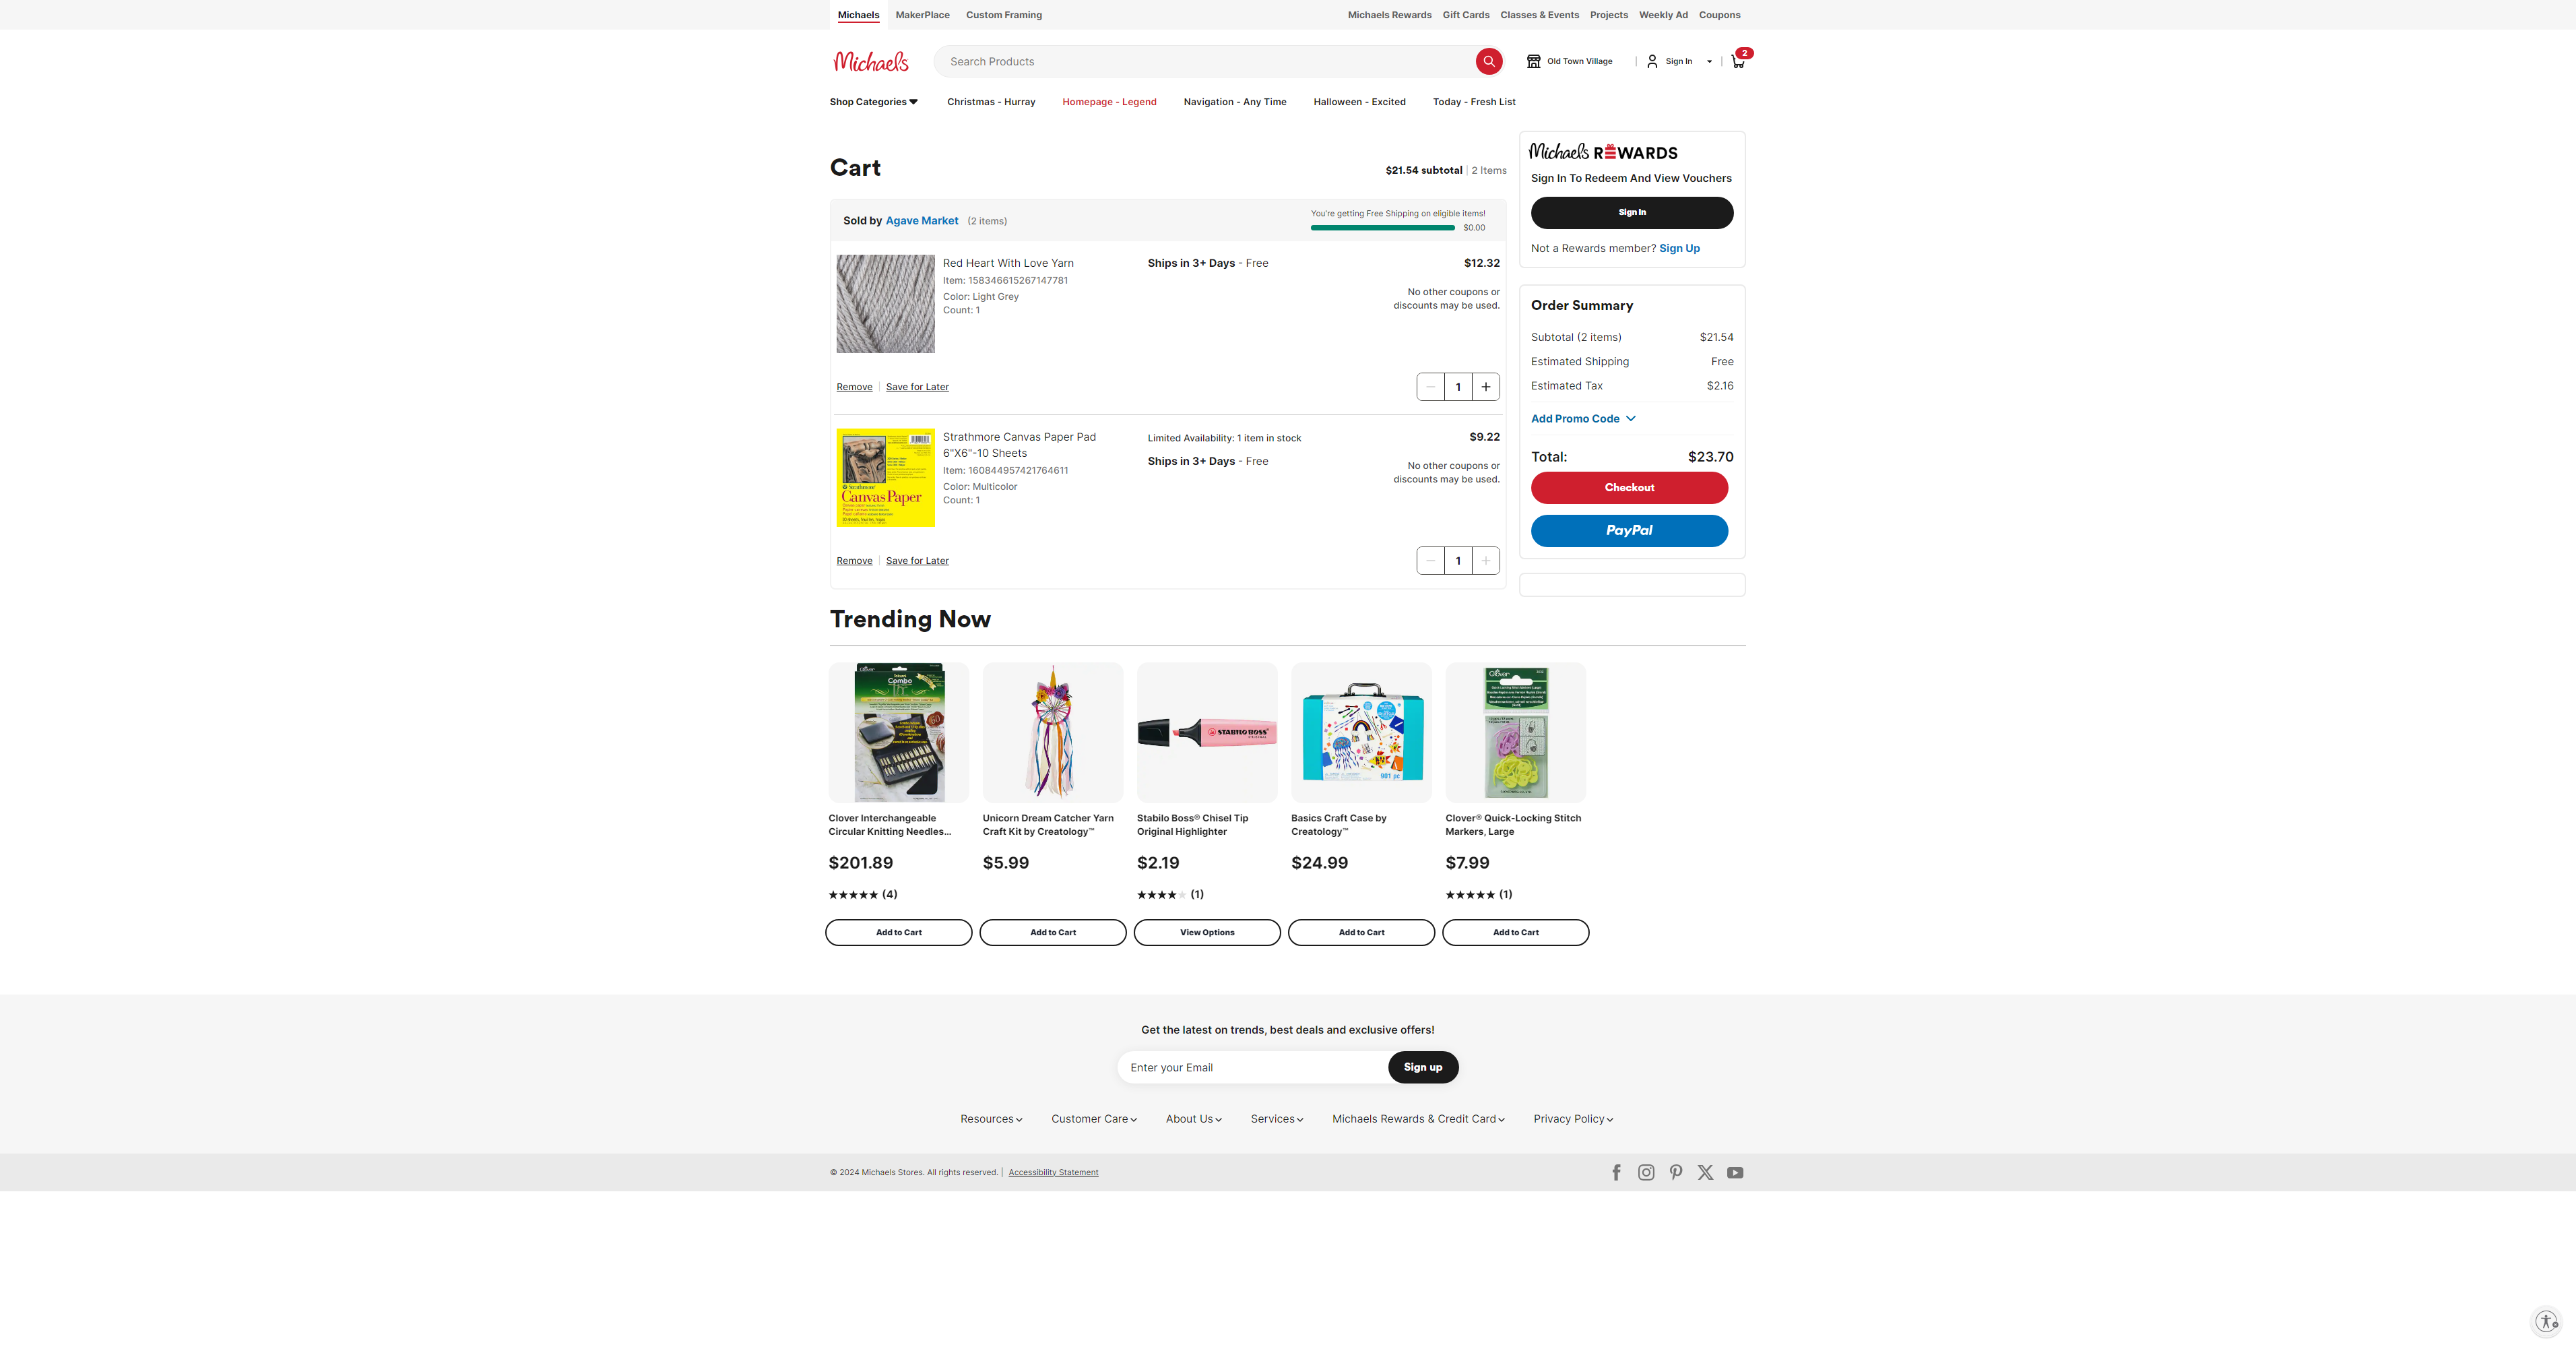 Michaels
MakerPlace
Custom Framing
Michaels Rewards
Gift Cards
Classes & Events
Projects
Weekly Ad
Coupons
Michaels
Search Products
Old Town Village
Sign In
2
Shop Categories
Christmas - Hurray
Homepage - Legend
Navigation - Any Time
Halloween - Excited
Today - Fresh List
Cart
$21.54 subtotal | 2 Items
Sold by Agave Market (2 items)
You're getting Free Shipping on eligible items!
$0.00
Red Heart With Love Yarn
Item: 158346615267147781
Color: Light Grey
Count: 1
Ships in 3+ Days - Free
$12.32
No other coupons or
discounts may be used.
Remove | Save for Later
1
Strathmore Canvas Paper Pad
6"X6"-10 Sheets
Item: 160844957421764611
Color: Multicolor
Count: 1
Limited Availability: 1 item in stock
Ships in 3+ Days - Free
$9.22
No other coupons or
discounts may be used.
Strathmore
Canvas Paper
Remove | Save for Later
1
Michaels REWARDS
Sign In To Redeem And View Vouchers
Sign In
Not a Rewards member? Sign Up
Order Summary
Subtotal (2 items) $21.54
Estimated Shipping Free
Estimated Tax $2.16
Add Promo Code
Total: $23.70
Checkout
PayPal
Trending Now
Clover
Combo
STABILO BOSS
ORIGINAL
901 pc
Clover
Clover Interchangeable
Circular Knitting Needles...
$201.89
(4)
Add to Cart
Unicorn Dream Catcher Yarn
Craft Kit by Creatology™
$5.99
Add to Cart
Stabilo Boss® Chisel Tip
Original Highlighter
$2.19
(1)
View Options
Basics Craft Case by
Creatology™
$24.99
Add to Cart
Clover® Quick-Locking Stitch
Markers, Large
$7.99
(1)
Add to Cart
Get the latest on trends, best deals and exclusive offers!
Enter your Email
Sign up
Resources
Customer Care
About Us
Services
Michaels Rewards & Credit Card
Privacy Policy
© 2024 Michaels Stores. All rights reserved. | Accessibility Statement